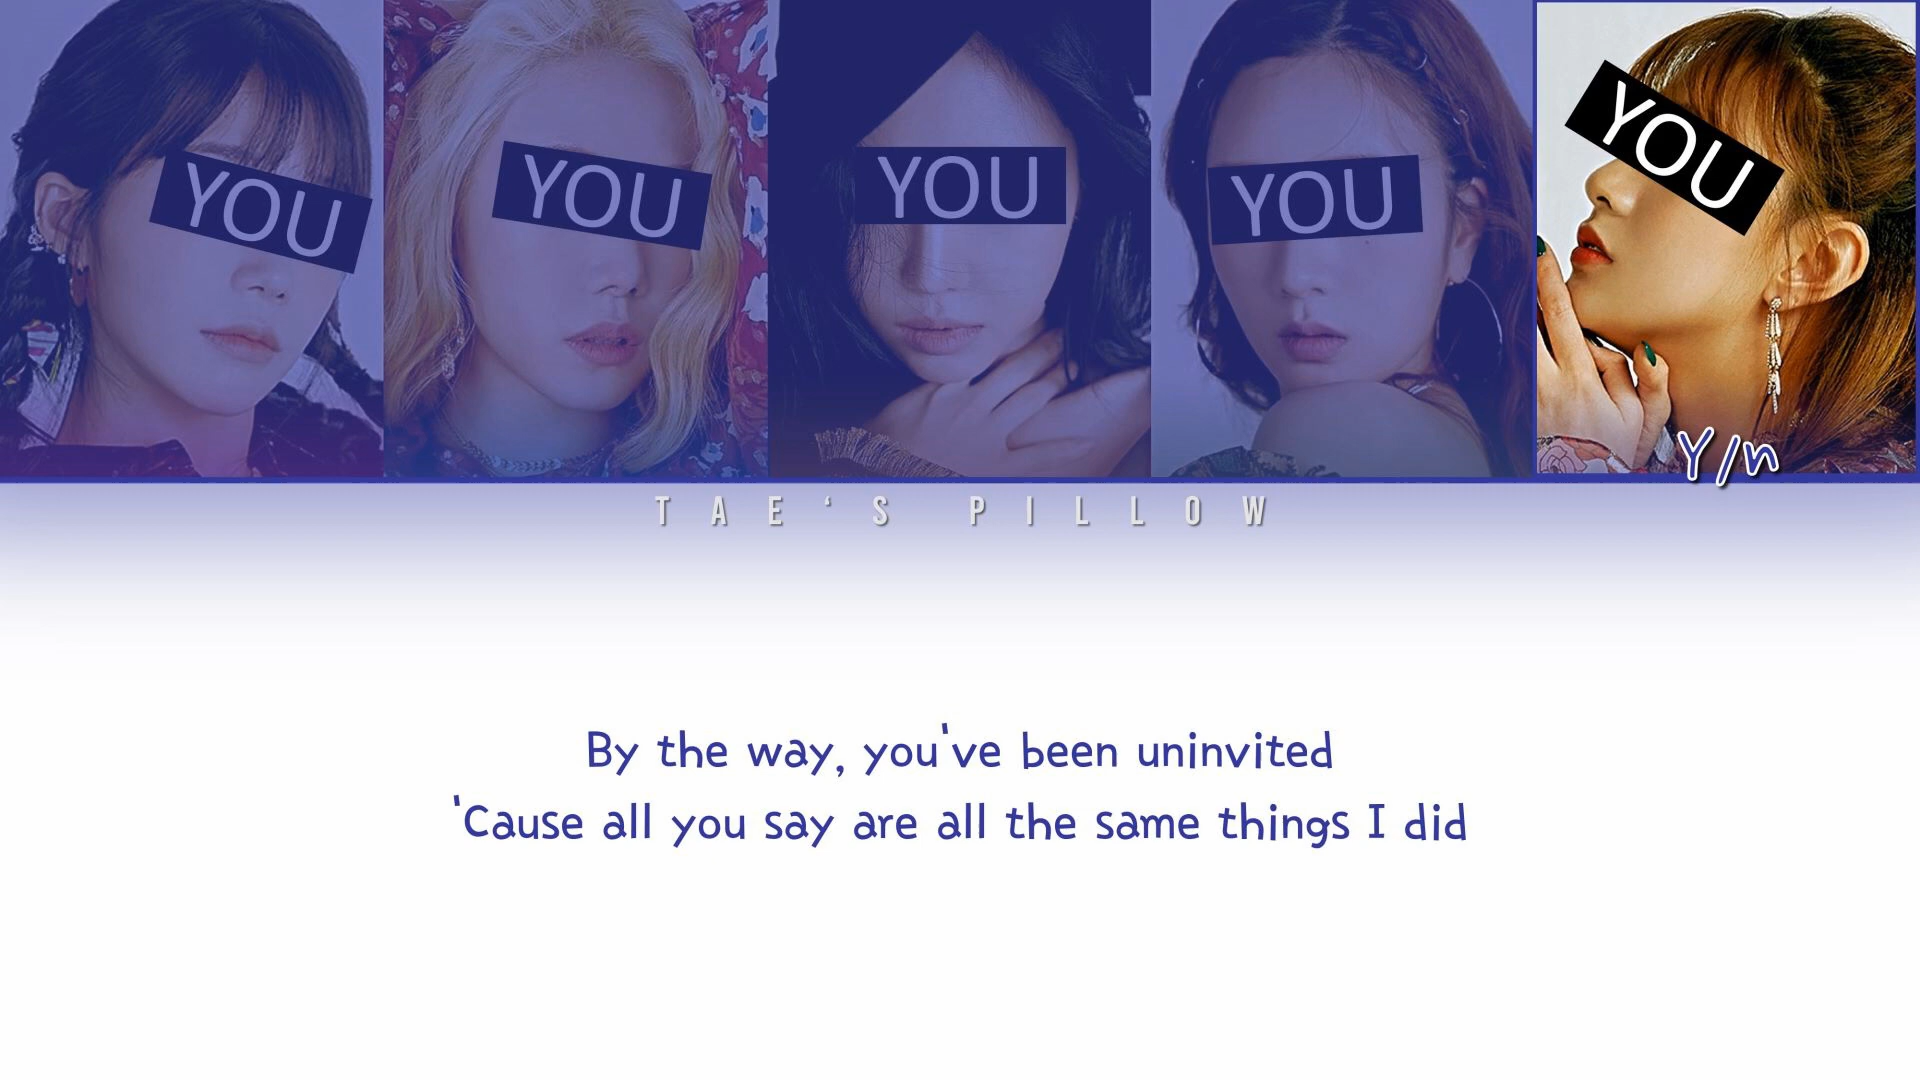 YOU
YOU
YOU
YOU
YOU
Y/n
TAE‘S PILLOW
By the way, you've been uninvited
'Cause all you say are all the same things I did